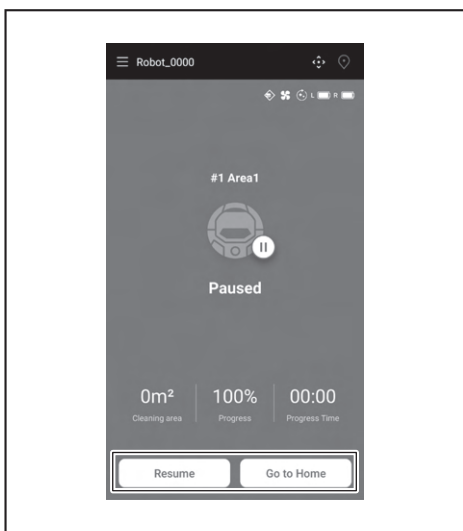 Robot_0000
L R
#1 Area1
Paused
0m² 100% 00:00
Cleaning area Progress Progress Time
Resume Go to Home